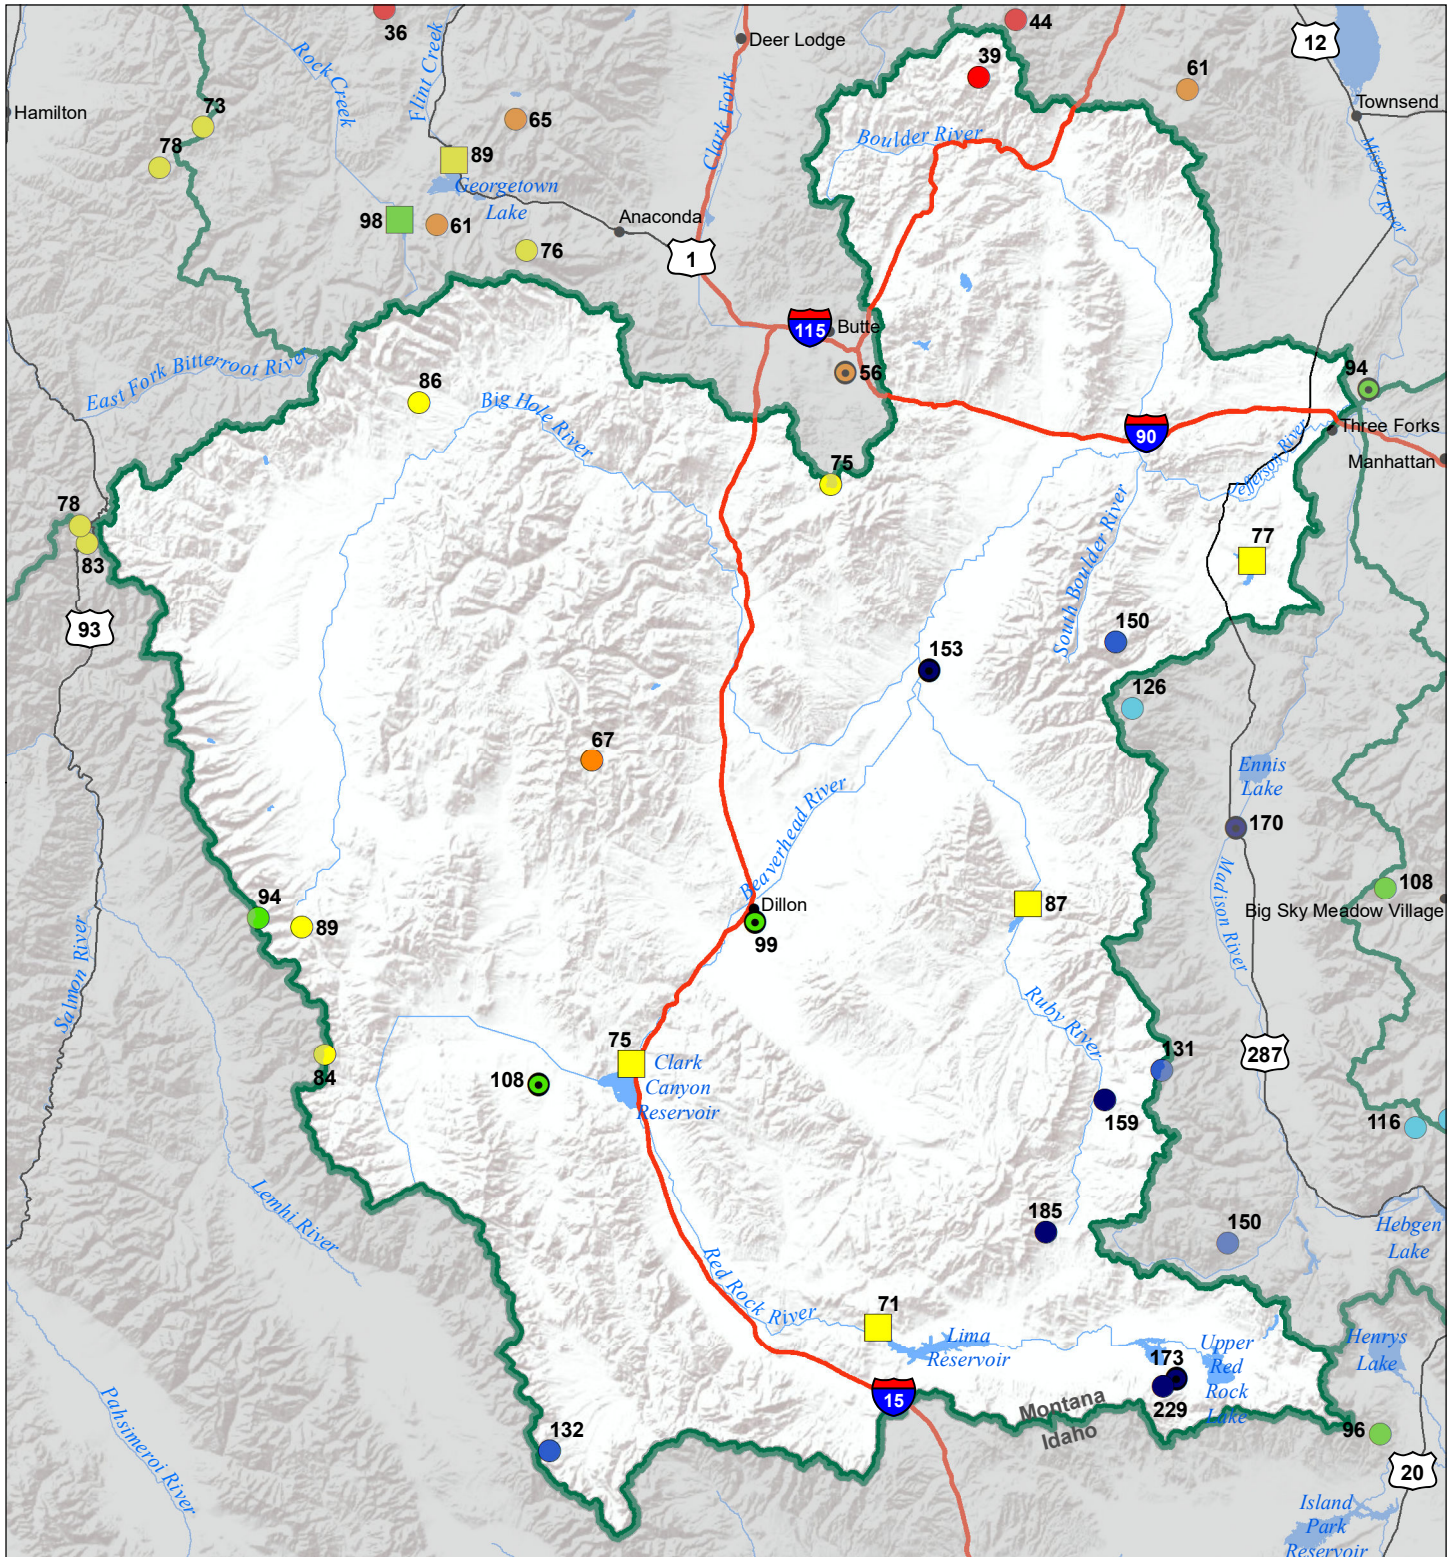 36
44
12
Deer Lodge
39
61
Rock Creek
Flint Creek
Clark Fork
Townsend
Hamilton
73
65
Boulder River
Missouri River
78
89
Georgetown
Lake
98
61
Anaconda
76
1
115
Butte
56
East Fork Bitterroot River
86
Big Hole River
94
90
Three Forks
Manhattan
Jefferson River
75
78
83
77
South Boulder River
93
150
153
126
67
Ennis
Lake
Beaverhead River
170
Madison River
94
89
Dillon
99
87
108
Big Sky Meadow Village
Salmon River
Ruby River
75
Clark
Canyon
Reservoir
84
108
131
287
159
116
Lemhi River
185
150
Hebgen
Lake
Red Rock River
71
Lima
Reservoir
173
229
Upper
Red
Rock
Lake
Henrys
Lake
15
Montana
Idaho
Pahsimeroi River
132
96
20
Island
Park
Reservoir